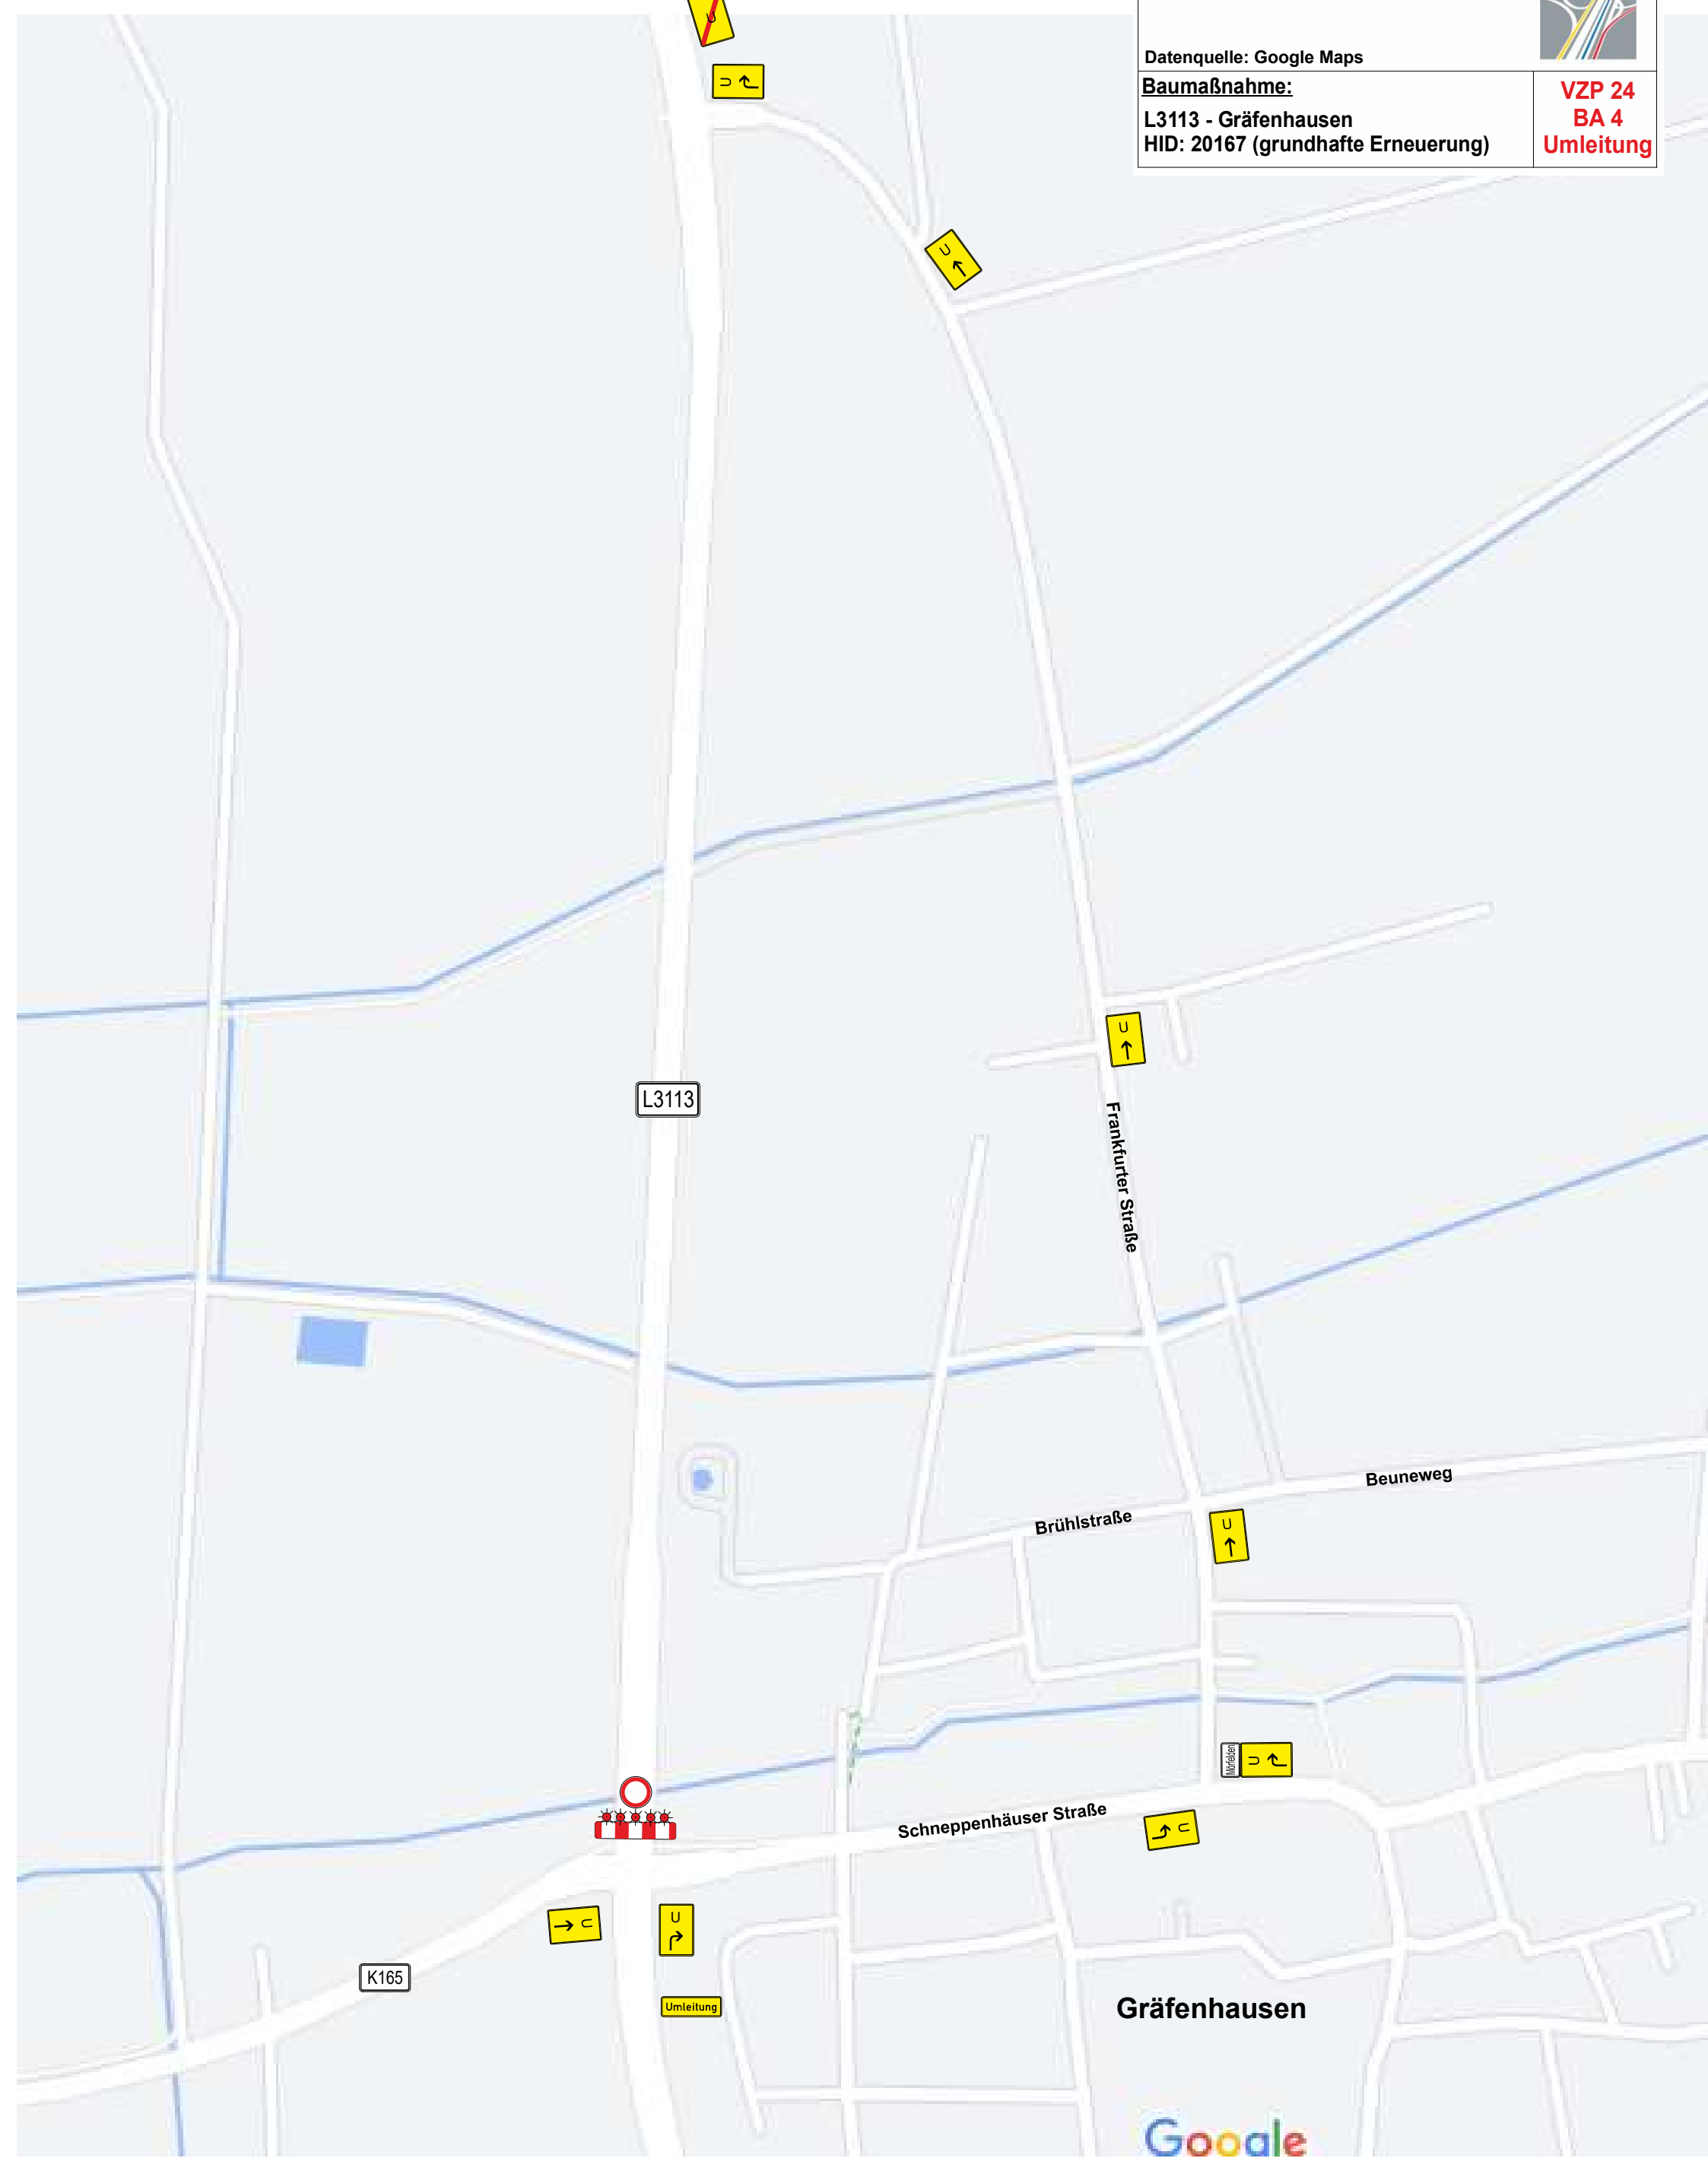 U
U
Datenquelle: Google Maps
Baumaßnahme:
L3113 - Gräfenhausen
HID: 20167 (grundhafte Erneuerung)
VZP 24
BA 4
Umleitung
U
U
L3113
Frankfurter Straße
Beuneweg
Brühlstraße
U
Mörfelden
U
Schneppenhäuser Straße
U
U
U
K165
Umleitung
Gräfenhausen
Google